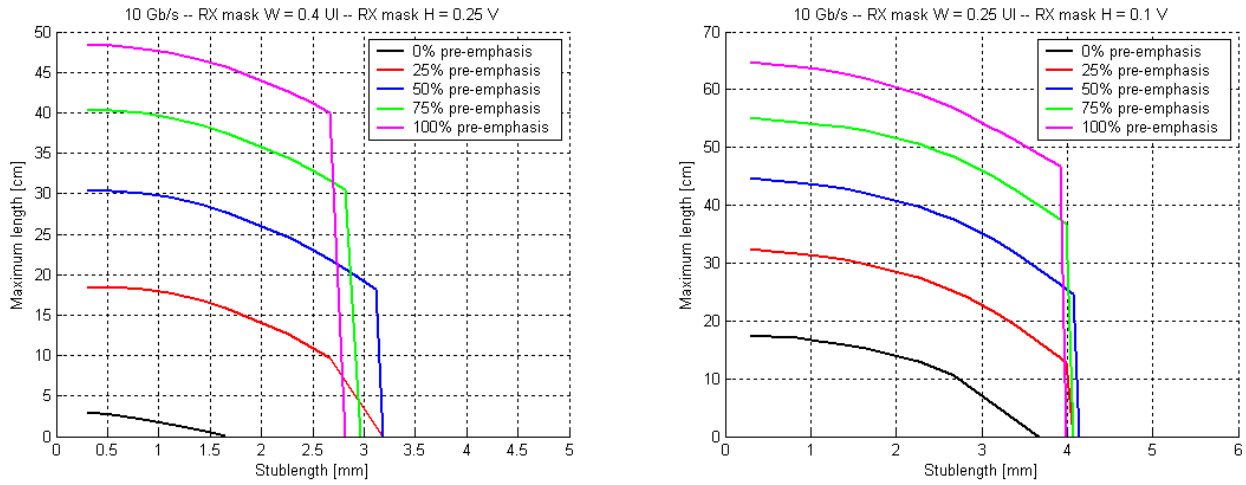 10 Gb/s -- RX mask W = 0.4 UI -- RX mask H = 0.25 V
50
45
40
35
30
25
20
15
10
5
0
Maximum length [cm]
0% pre-emphasis
25% pre-emphasis
50% pre-emphasis
75% pre-emphasis
100% pre-emphasis
0 0.5 1 1.5 2 2.5 3 3.5 4 4.5 5
Stublength [mm]
10 Gb/s -- RX mask W = 0.25 UI -- RX mask H = 0.1 V
70
60
50
40
30
20
10
0
Maximum length [cm]
0% pre-emphasis
25% pre-emphasis
50% pre-emphasis
75% pre-emphasis
100% pre-emphasis
0 1 2 3 4 5 6
Stublength [mm]